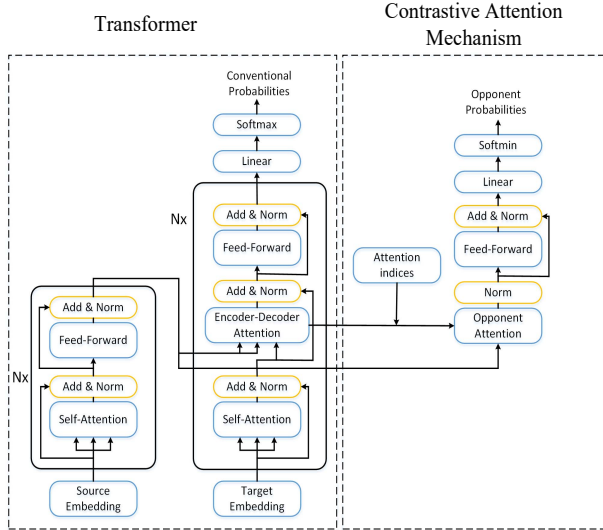 Transformer
Contrastive Attention
Mechanism
Conventional
Probabilities
Softmax
Linear
Nx
Add & Norm
Feed-Forward
Add & Norm
Encoder-Decoder
Attention
Add & Norm
Self-Attention
Target
Embedding
Add & Norm
Feed-Forward
Nx
Add & Norm
Self-Attention
Source
Embedding
Opponent
Probabilities
Softmin
Linear
Add & Norm
Feed-Forward
Attention
indices
Norm
Opponent
Attention